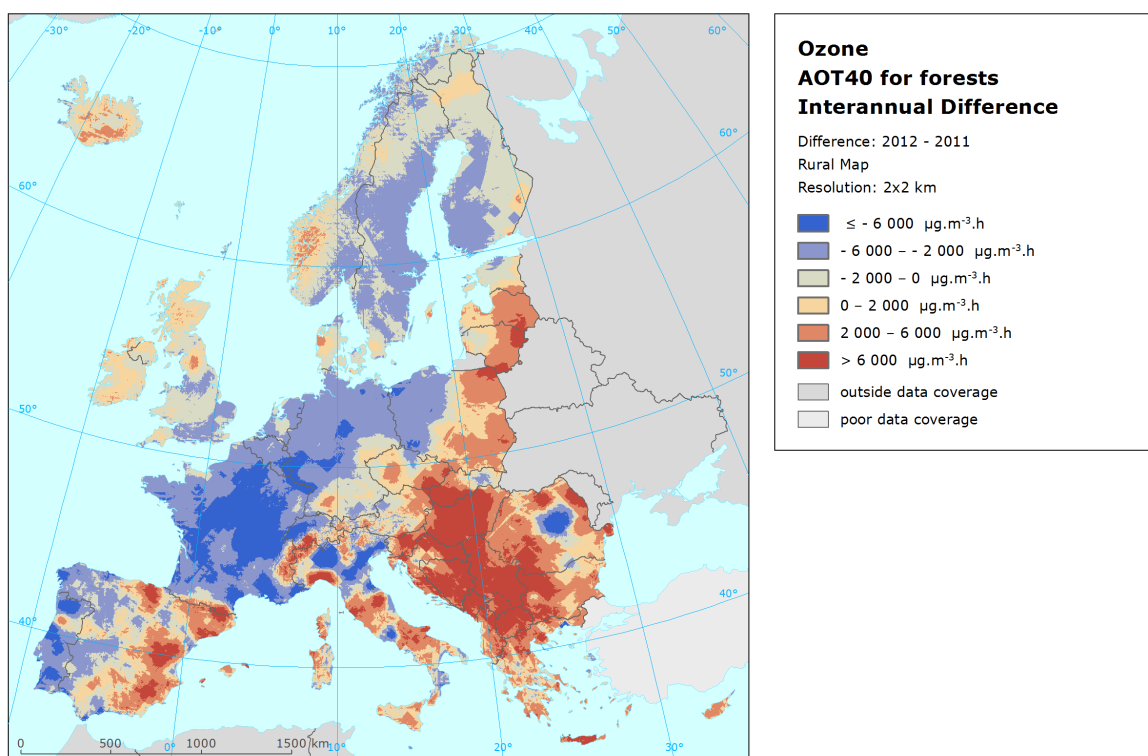 -30° -20° -10° 0° 10° 20° 30° 40° 50° 60°
60°
60°
50°
50°
40°
40°
0 500 0° 1000 1500 km 10° 20° 30°
Ozone
AOT40 for forests
Interannual Difference
Difference: 2012 - 2011
Rural Map
Resolution: 2x2 km
≤ - 6 000 µg.m⁻³.h
- 6 000 – - 2 000 µg.m⁻³.h
- 2 000 – 0 µg.m⁻³.h
0 – 2 000 µg.m⁻³.h
2 000 – 6 000 µg.m⁻³.h
> 6 000 µg.m⁻³.h
outside data coverage
poor data coverage